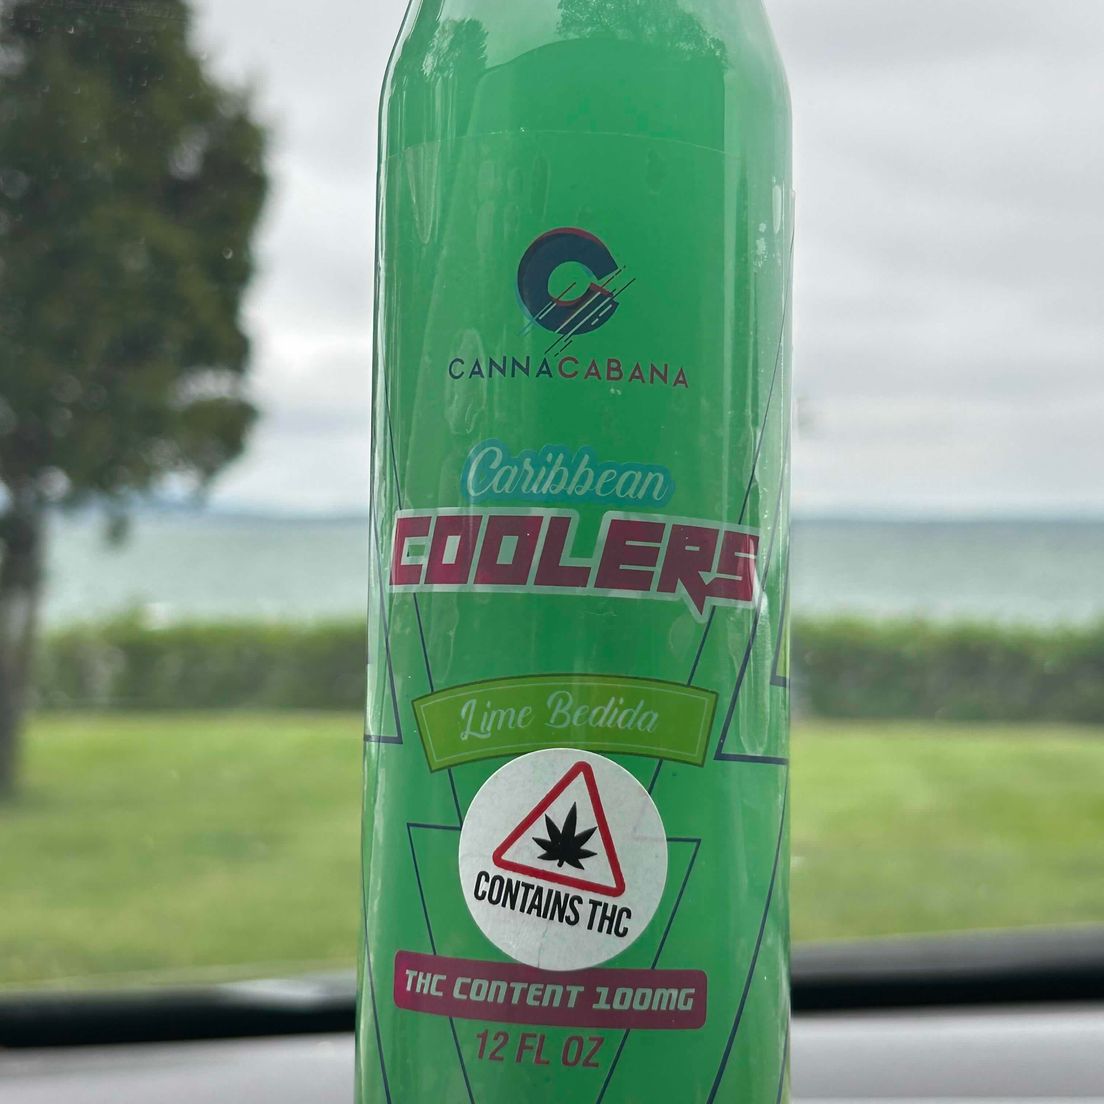 CANNACABANA
Caribbean
COOLERS
Lime Bedida
CONTAINS THC
THC CONTENT 100MG
12 FL OZ